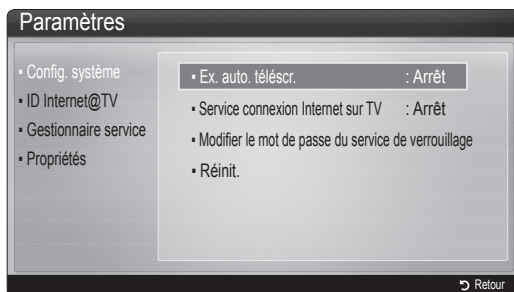 Paramètres
▪ Config. système
▪ ID Internet@TV
▪ Gestionnaire service
▪ Propriétés
▪ Ex. auto. téléscr. : Arrêt
▪ Service connexion Internet sur TV : Arrêt
▪ Modifier le mot de passe du service de verrouillage
▪ Réinit.
Retour